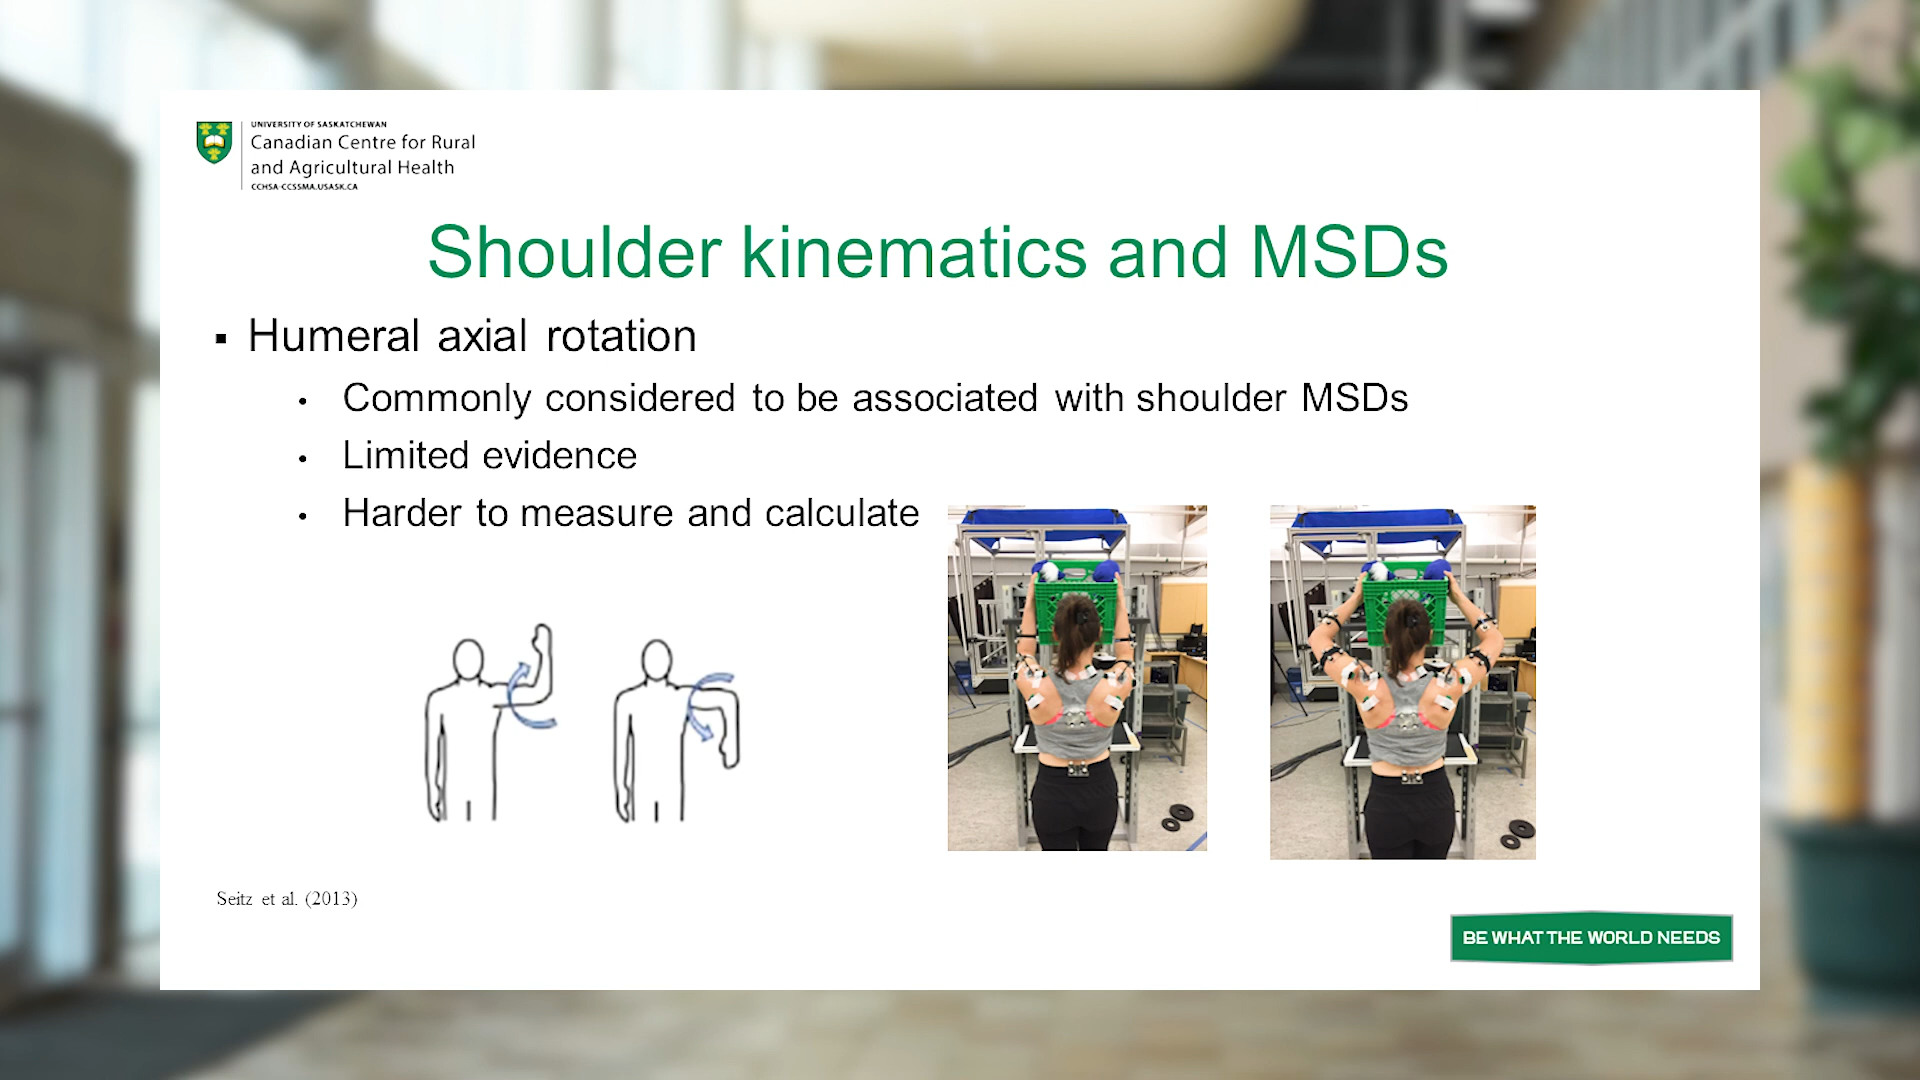 UNIVERSITY OF SASKATCHEWAN
Canadian Centre for Rural
and Agricultural Health
CCHSA-CCSSMA.USASK.CA
Shoulder kinematics and MSDs
▪ Humeral axial rotation
• Commonly considered to be associated with shoulder MSDs
• Limited evidence
• Harder to measure and calculate
Seitz et al. (2013)
BE WHAT THE WORLD NEEDS